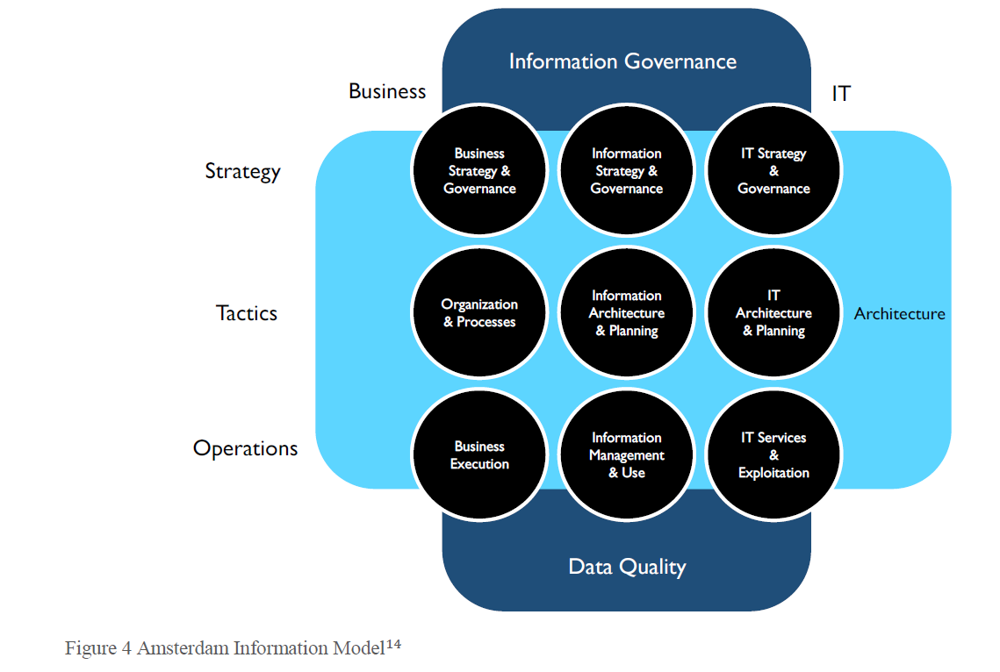 Information Governance
Business
IT
Strategy
Business
Strategy &
Governance
Information
Strategy &
Governance
IT Strategy
&
Governance
Tactics
Organization
& Processes
Information
Architecture
& Planning
IT
Architecture
& Planning
Architecture
Operations
Business
Execution
Information
Management
& Use
IT Services
&
Exploitation
Data Quality
Figure 4 Amsterdam Information Model¹⁴